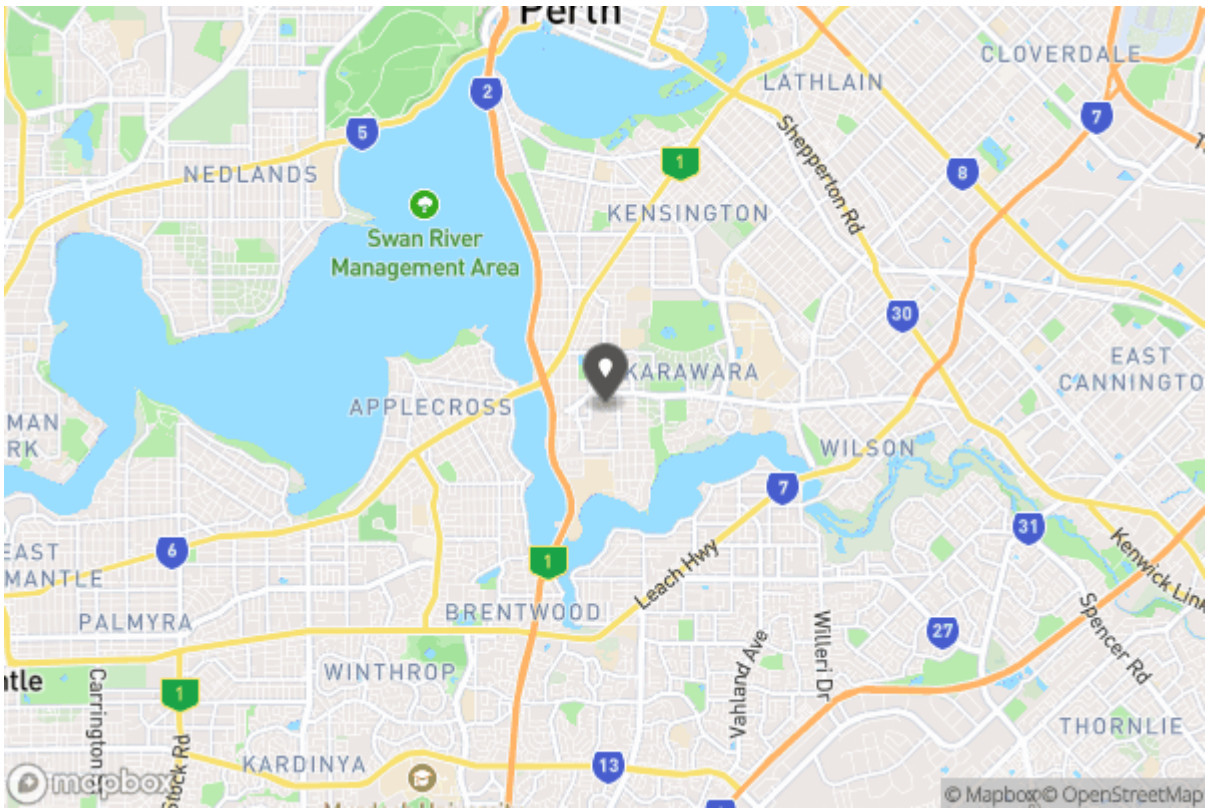 Perth
CLOVERDALE
LATHLAIN
2
7
5
Shepperton Rd
1
8
NEDLANDS
KENSINGTON
Swan River
Management Area
30
EAST
CANNINGTO
KARAWARA
APPLECROSS
MAN
RK
WILSON
7
31
6
EAST
MANTLE
Kenwick Link
1
Leach Hwy
BRENTWOOD
PALMYRA
Spencer Rd
27
Willeri Dr
Vahland Ave
WINTHROP
ntle
Carrington S
1
THORNLIE
Stock Rd
KARDINYA
13
mapbox
© Mapbox © OpenStreetMap